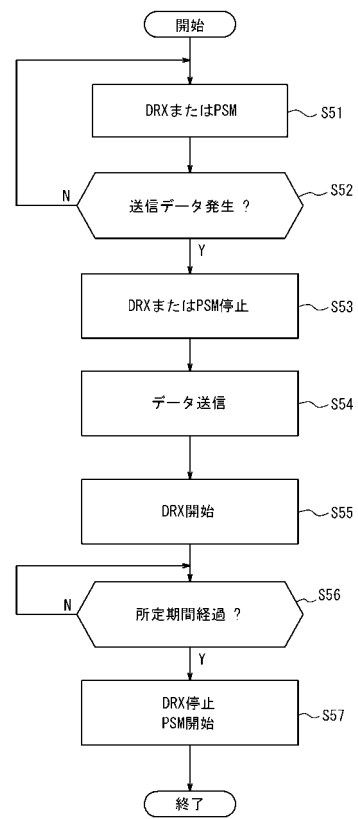 開始
DRXまたはPSM
S51
送信データ発生 ?
S52
N
Y
DRXまたはPSM停止
S53
データ送信
S54
DRX開始
S55
所定期間経過 ?
S56
N
Y
DRX停止
PSM開始
S57
終了